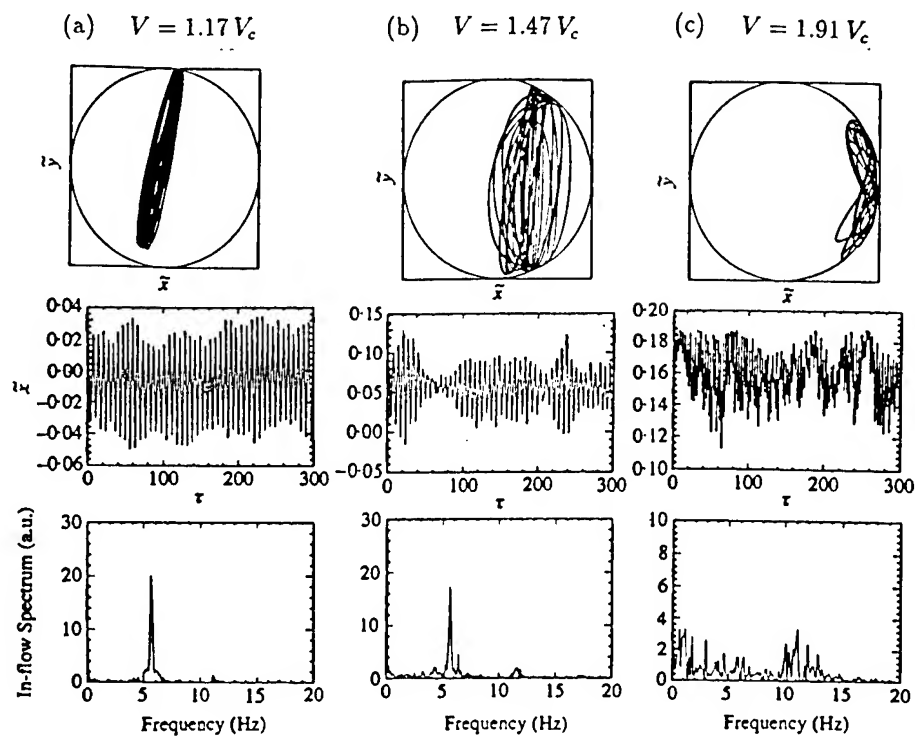 (a) V = 1.17 V_c
(b) V = 1.47 V_c
(c) V = 1.91 V_c
ỹ
ỹ
ỹ
x̃
x̃
x̃
x̃
0·04
0·02
0·00
−0·02
−0·04
−0·06
0 100 200 300
τ
0·15
0·10
0·05
0·00
−0·05
0 100 200 300
τ
0·20
0·18
0·16
0·14
0·12
0·10
0 100 200 300
τ
In-flow Spectrum (a.u.)
30
20
10
0
0 5 10 15 20
Frequency (Hz)
30
20
10
0
0 5 10 15 20
Frequency (Hz)
10
8
6
4
2
0
0 5 10 15 20
Frequency (Hz)